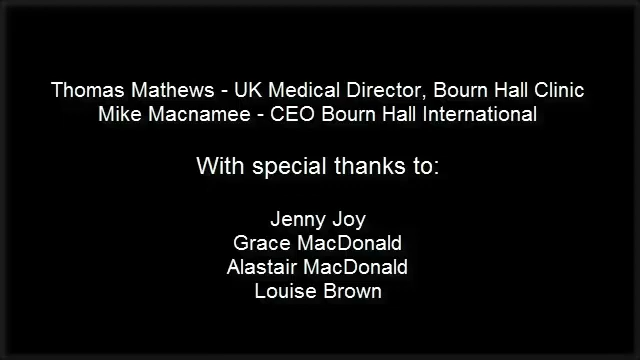 Thomas Mathews - UK Medical Director, Bourn Hall Clinic
Mike Macnamee - CEO Bourn Hall International
With special thanks to:
Jenny Joy
Grace MacDonald
Alastair MacDonald
Louise Brown